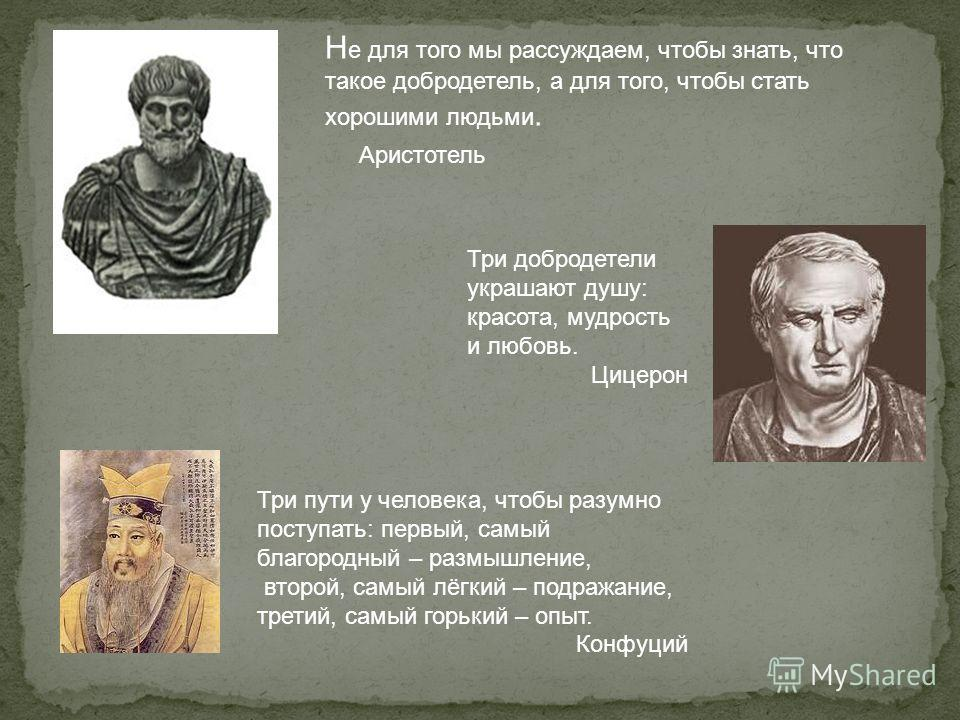 Не для того мы рассуждаем, чтобы знать, что
такое добродетель, а для того, чтобы стать
хорошими людьми.
Аристотель
Три добродетели
украшают душу:
красота, мудрость
и любовь.
Цицерон
Три пути у человека, чтобы разумно
поступать: первый, самый
благородный – размышление,
второй, самый лёгкий – подражание,
третий, самый горький – опыт.
Конфуций
MyShared